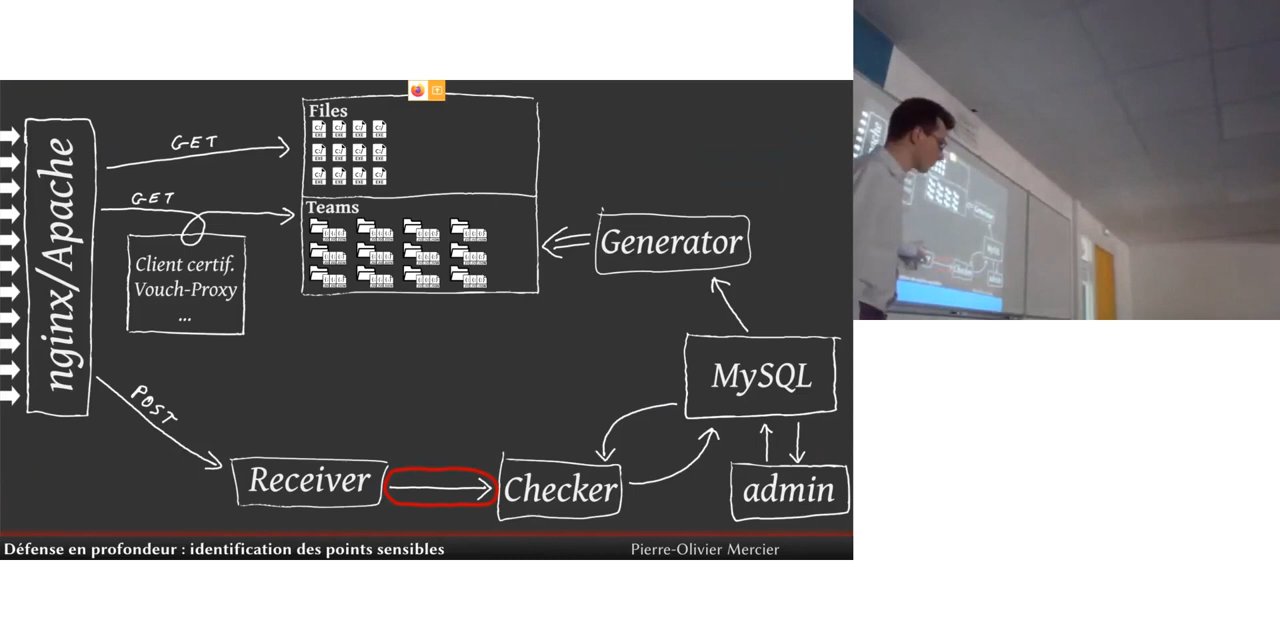 nginx/Apache
GET
GET
Client certif.
Vouch-Proxy
...
POST
Files
Teams
Generator
MySQL
Receiver
Checker
admin
Défense en profondeur : identification des points sensibles
Pierre-Olivier Mercier